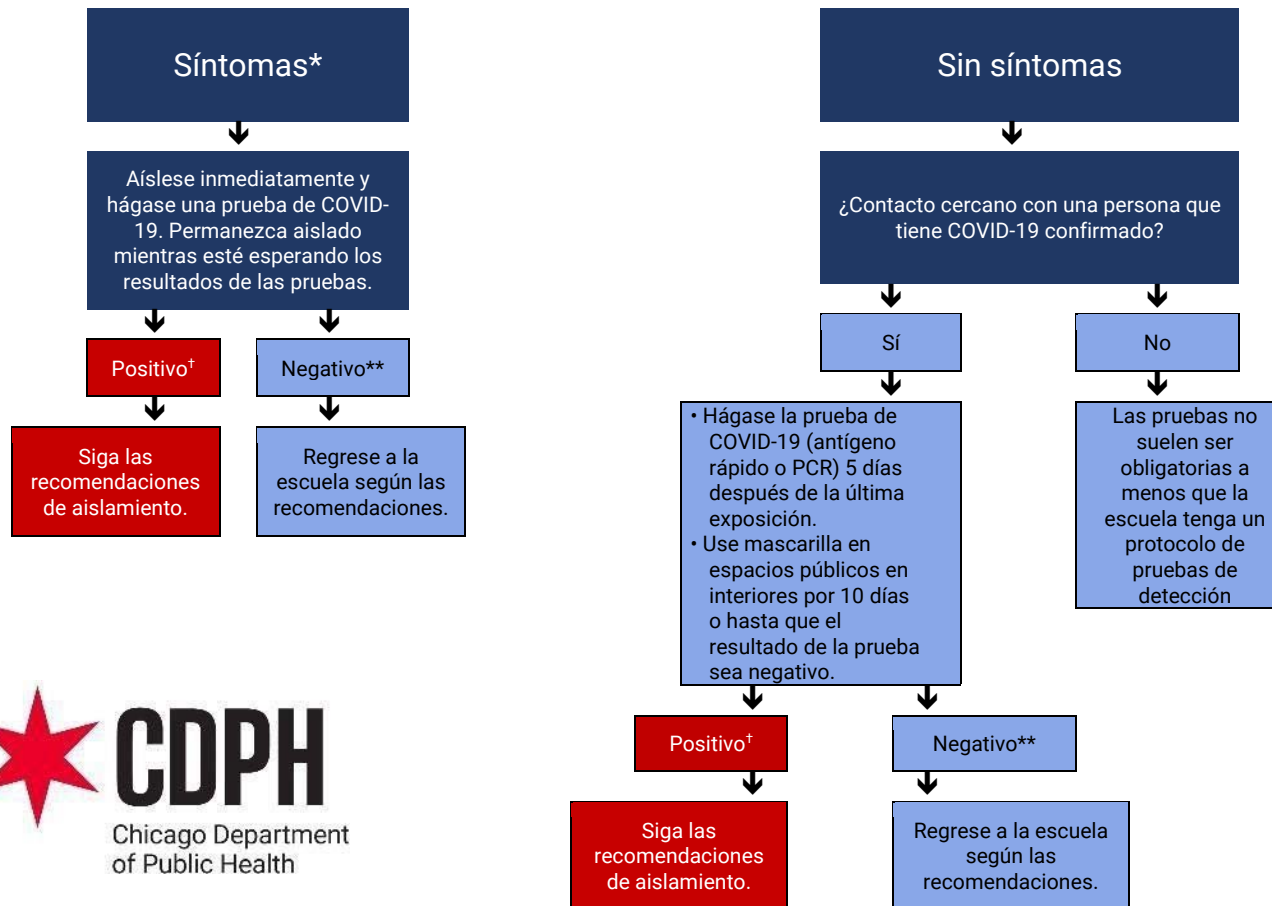 Síntomas*
Aíslese inmediatamente y
hágase una prueba de COVID-
19. Permanezca aislado
mientras esté esperando los
resultados de las pruebas.
Positivo†
Negativo**
Siga las
recomendaciones
de aislamiento.
Regrese a la
escuela según las
recomendaciones.
Sin síntomas
¿Contacto cercano con una persona que
tiene COVID-19 confirmado?
Sí
No
• Hágase la prueba de
COVID-19 (antígeno
rápido o PCR) 5 días
después de la última
exposición.
• Use mascarilla en
espacios públicos en
interiores por 10 días
o hasta que el
resultado de la prueba
sea negativo.
Las pruebas no
suelen ser
obligatorias a
menos que la
escuela tenga un
protocolo de
pruebas de
detección
Positivo†
Negativo**
Siga las
recomendaciones
de aislamiento.
Regrese a la escuela
según las
recomendaciones.
CDPH
Chicago Department
of Public Health